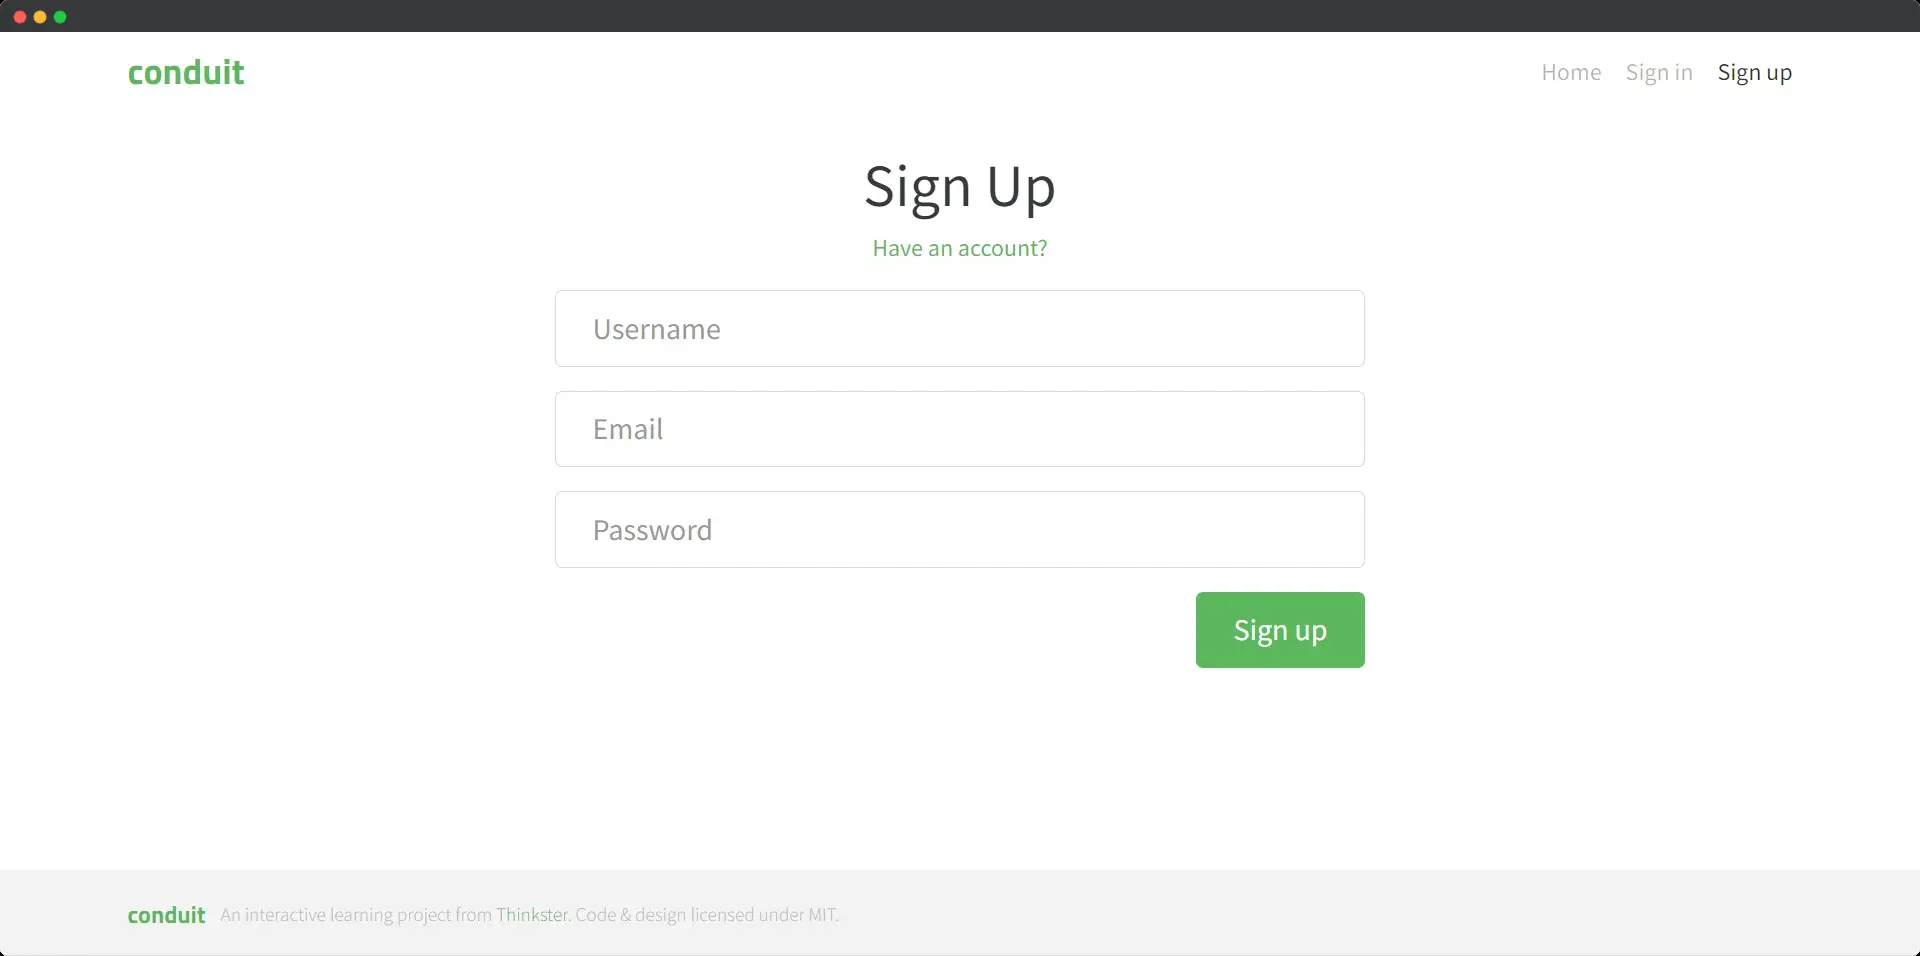 conduit
Home Sign in Sign up
Sign Up
Have an account?
Username
Email
Password
Sign up
conduit An interactive learning project from Thinkster. Code & design licensed under MIT.